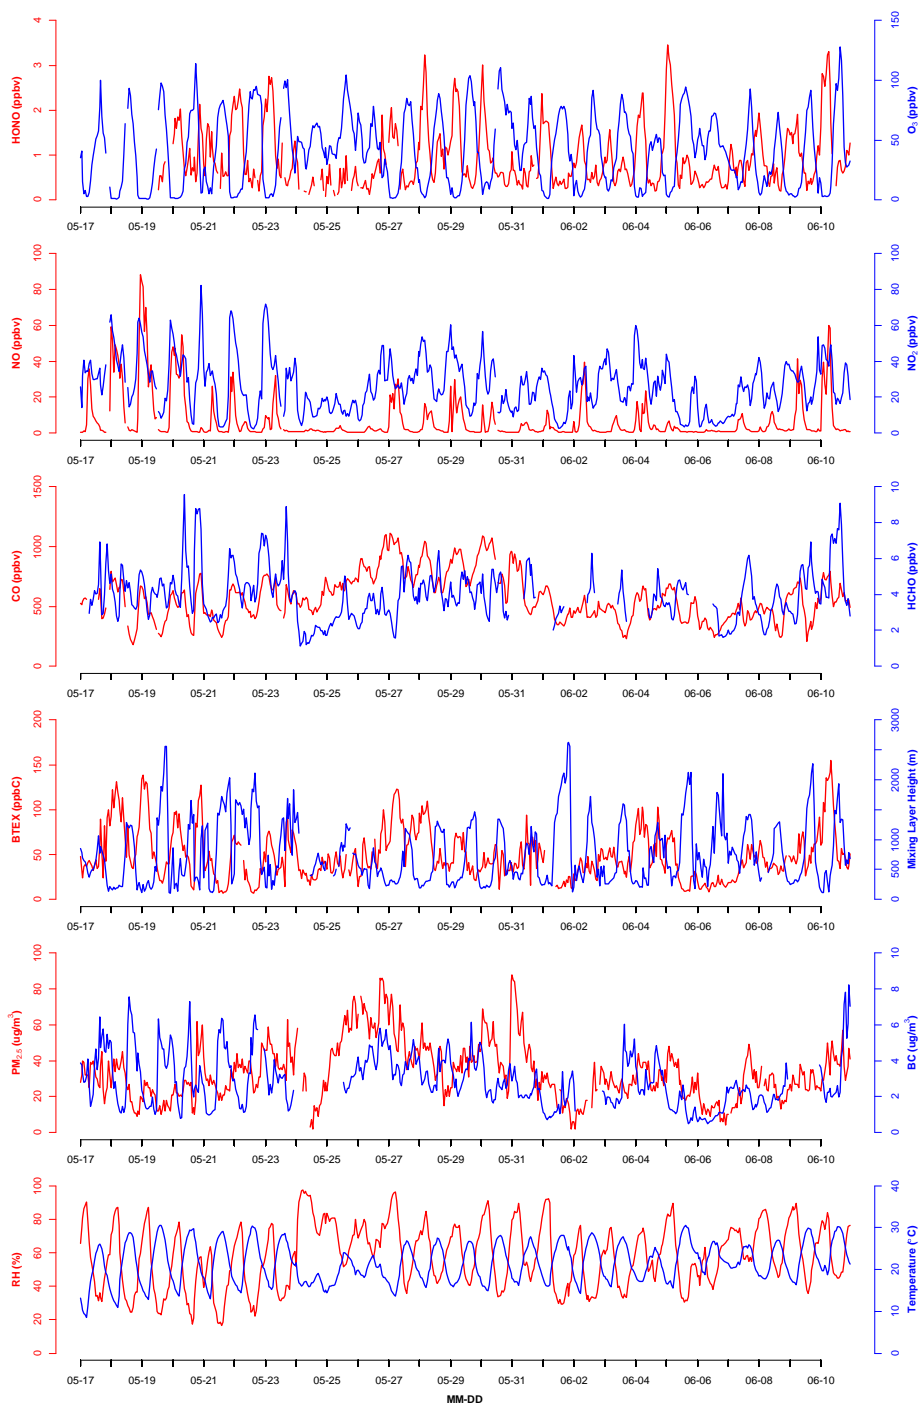 HONO (ppbv)
0 1 2 3 4
O3 (ppbv)
0 50 100 150
05-17 05-19 05-21 05-23 05-25 05-27 05-29 05-31 06-02 06-04 06-06 06-08 06-10
NO (ppbv)
0 20 40 60 80 100
NO2 (ppbv)
0 20 40 60 80 100
05-17 05-19 05-21 05-23 05-25 05-27 05-29 05-31 06-02 06-04 06-06 06-08 06-10
CO (ppbv)
0 500 1000 1500
HCHO (ppbv)
0 2 4 6 8 10
05-17 05-19 05-21 05-23 05-25 05-27 05-29 05-31 06-02 06-04 06-06 06-08 06-10
BTEX (ppbC)
0 50 100 150 200
Mixing Layer Height (m)
0 500 1000 2000 3000
05-17 05-19 05-21 05-23 05-25 05-27 05-29 05-31 06-02 06-04 06-06 06-08 06-10
PM2.5 (ug/m3)
0 20 40 60 80 100
BC (ug/m3)
0 2 4 6 8 10
05-17 05-19 05-21 05-23 05-25 05-27 05-29 05-31 06-02 06-04 06-06 06-08 06-10
RH (%)
0 20 40 60 80 100
Temperature (°C)
0 10 20 30 40
05-17 05-19 05-21 05-23 05-25 05-27 05-29 05-31 06-02 06-04 06-06 06-08 06-10
MM-DD